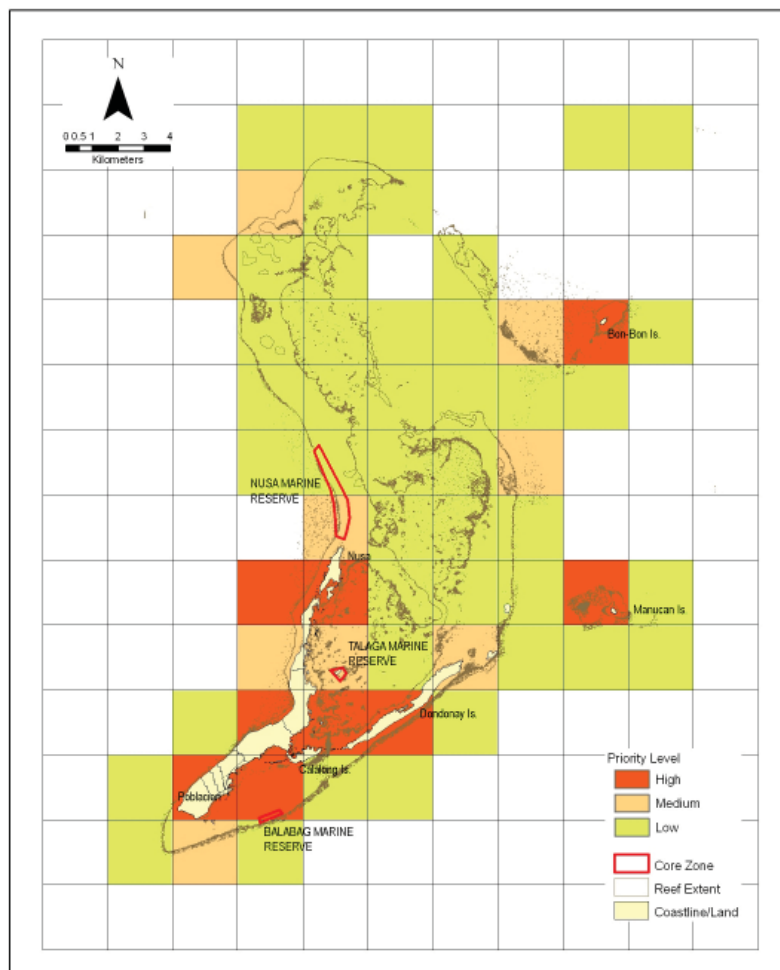 N
0 0.5 1 2 3 4
Kilometers
Bon-Bon Is.
NUSA MARINE
RESERVE
Nusa
Manucan Is.
TALAGA MARINE
RESERVE
Dondonay Is.
Calalong Is.
Poblacion
BALABAG MARINE
RESERVE
Priority Level
High
Medium
Low
Core Zone
Reef Extent
Coastline/Land